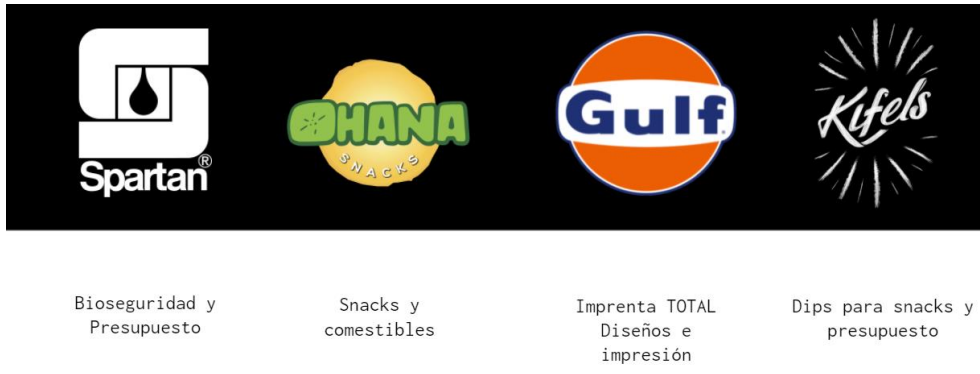 Spartan®
OHANA
SNACKS
Gulf
Kifels
Bioseguridad y
Presupuesto
Snacks y
comestibles
Imprenta TOTAL
Diseños e
impresión
Dips para snacks y
presupuesto